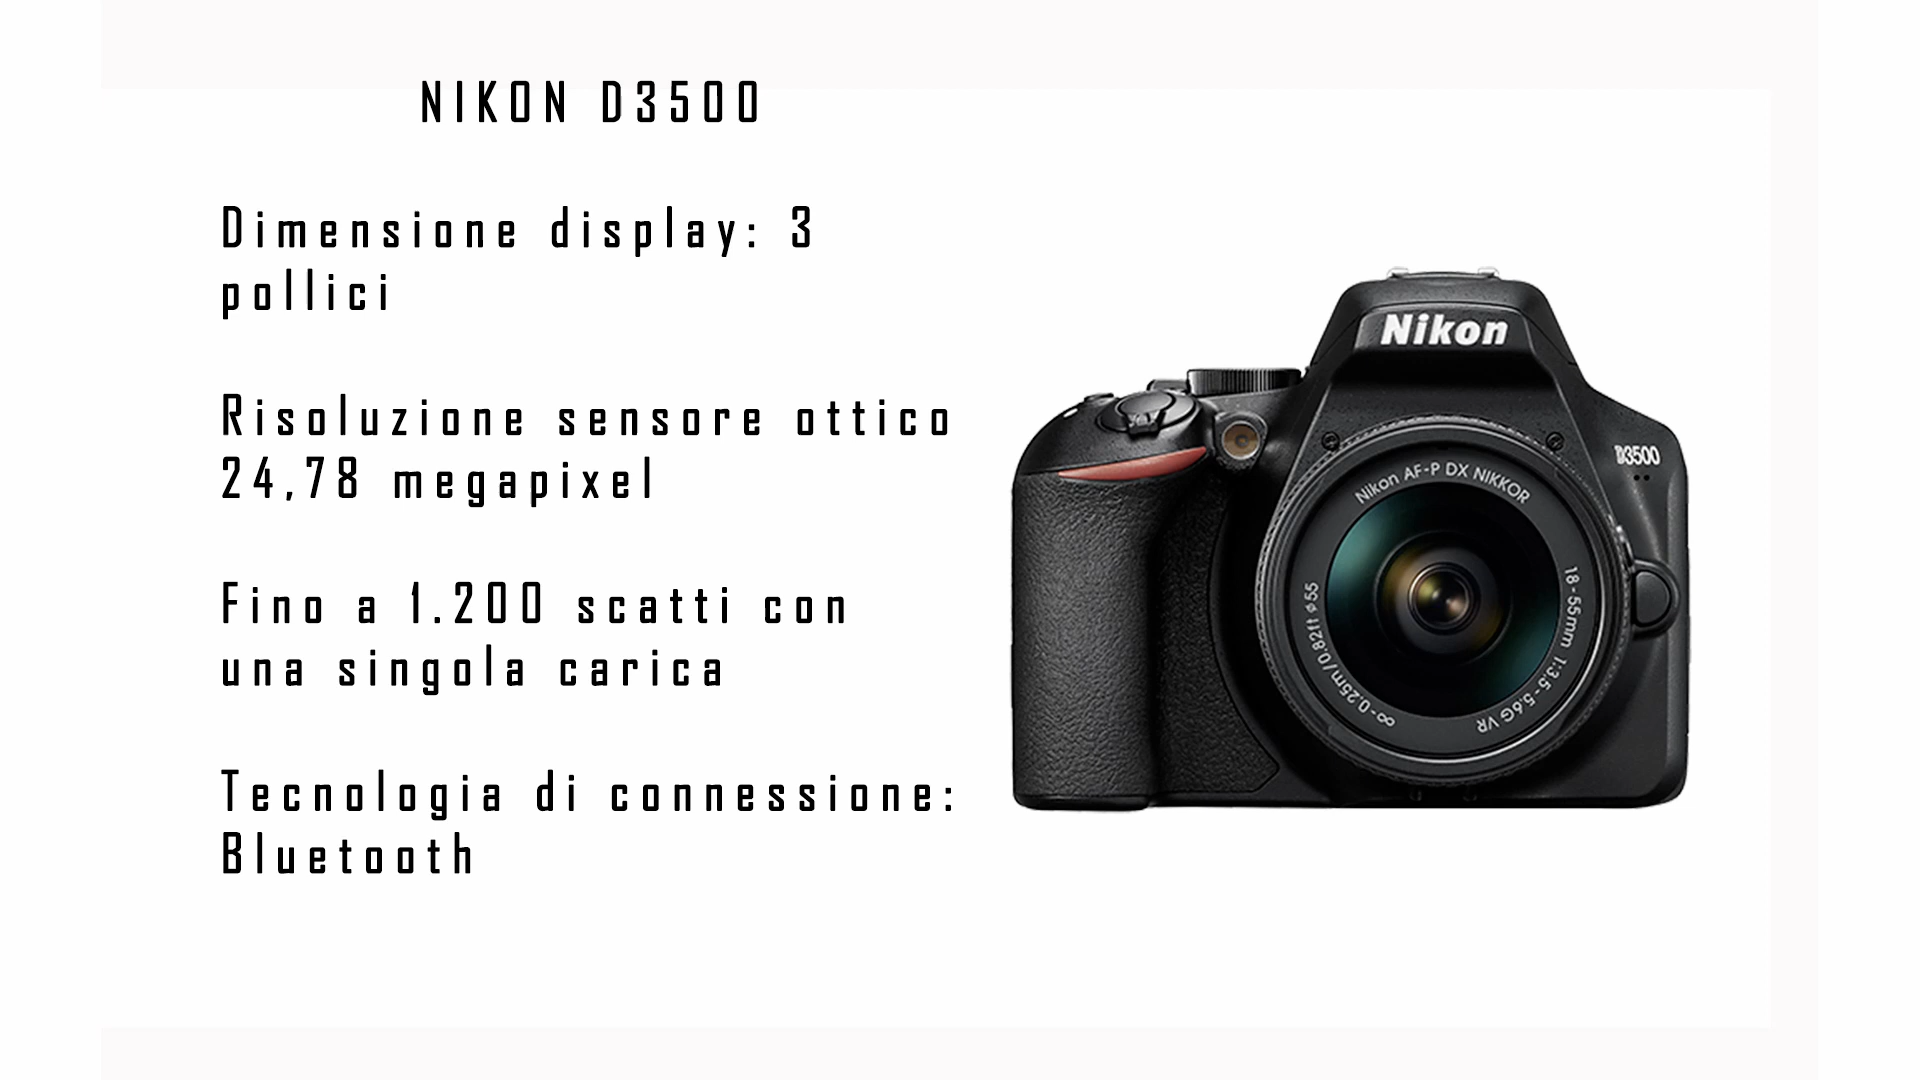 NIKON D3500
Dimensione display: 3
pollici
Risoluzione sensore ottico
24,78 megapixel
Fino a 1.200 scatti con
una singola carica
Tecnologia di connessione:
Bluetooth
Nikon
D3500
Nikon AF-P DX NIKKOR
18-55mm 1:3.5-5.6G VR
∞-0.25m/0.82ft ⌀55